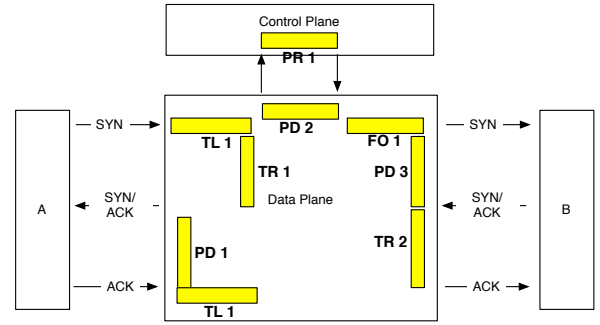 Control Plane
PR 1
PD 2
SYN
TL 1
FO 1
SYN
TR 1
PD 3
A
SYN/
ACK
Data Plane
SYN/
ACK
B
PD 1
TR 2
ACK
TL 1
ACK